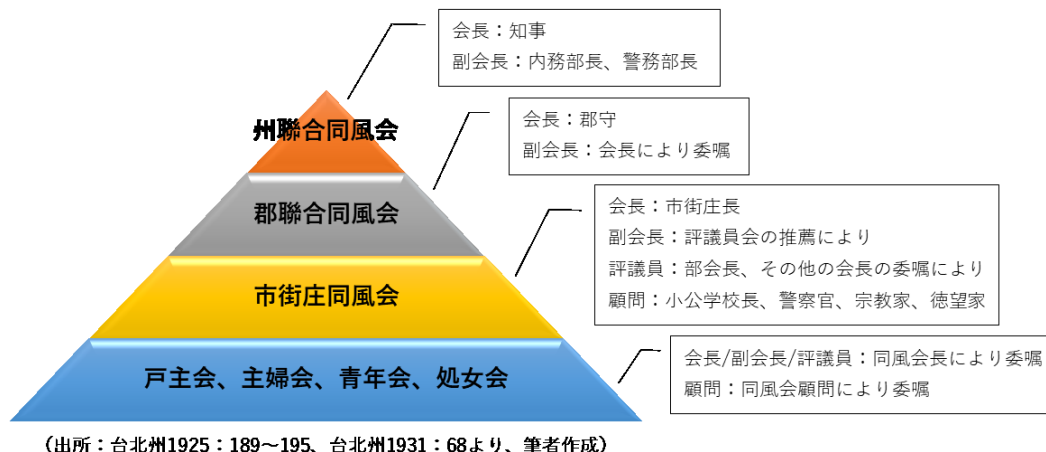 会長：知事
副会長：内務部長、警務部長
州聯合同風会
会長：郡守
副会長：会長により委嘱
郡聯合同風会
会長：市街庄長
副会長：評議員会の推薦により
評議員：部会長、その他の会長の委嘱により
顧問：小公学校長、警察官、宗教家、徳望家
市街庄同風会
会長/副会長/評議員：同風会長により委嘱
顧問：同風会顧問により委嘱
戸主会、主婦会、青年会、処女会
（出所：台北州1925：189～195、台北州1931：68より、筆者作成）